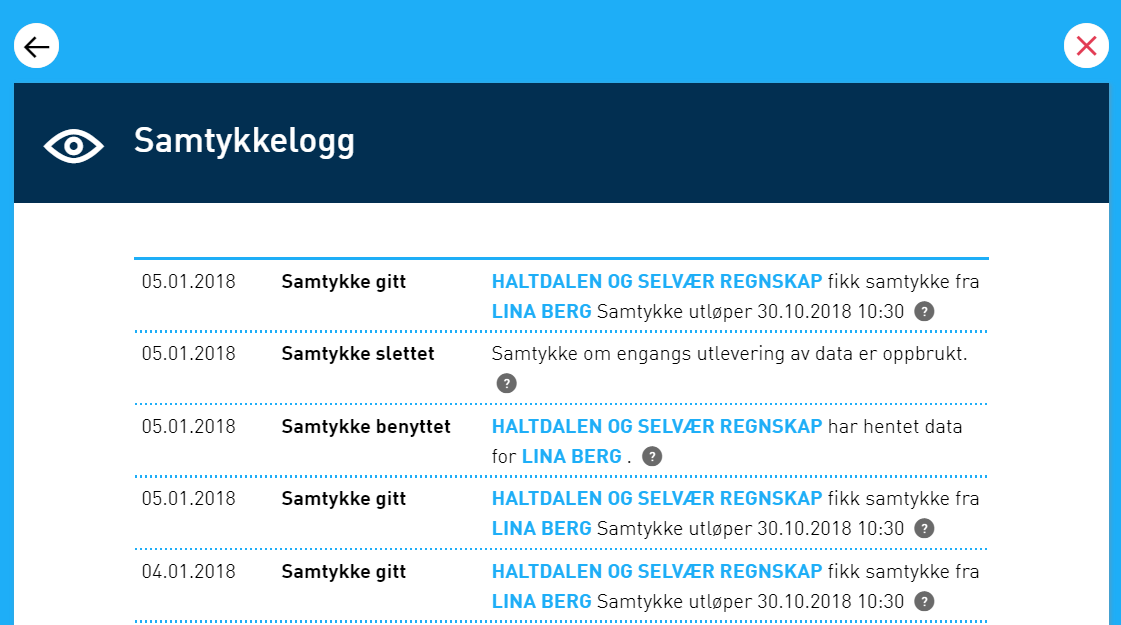 Samtykkelogg
05.01.2018 Samtykke gitt HALTDALEN OG SELVÆR REGNSKAP fikk samtykke fra
LINA BERG Samtykke utløper 30.10.2018 10:30 ?
05.01.2018 Samtykke slettet Samtykke om engangs utlevering av data er oppbrukt.
?
05.01.2018 Samtykke benyttet HALTDALEN OG SELVÆR REGNSKAP har hentet data
for LINA BERG . ?
05.01.2018 Samtykke gitt HALTDALEN OG SELVÆR REGNSKAP fikk samtykke fra
LINA BERG Samtykke utløper 30.10.2018 10:30 ?
04.01.2018 Samtykke gitt HALTDALEN OG SELVÆR REGNSKAP fikk samtykke fra
LINA BERG Samtykke utløper 30.10.2018 10:30 ?